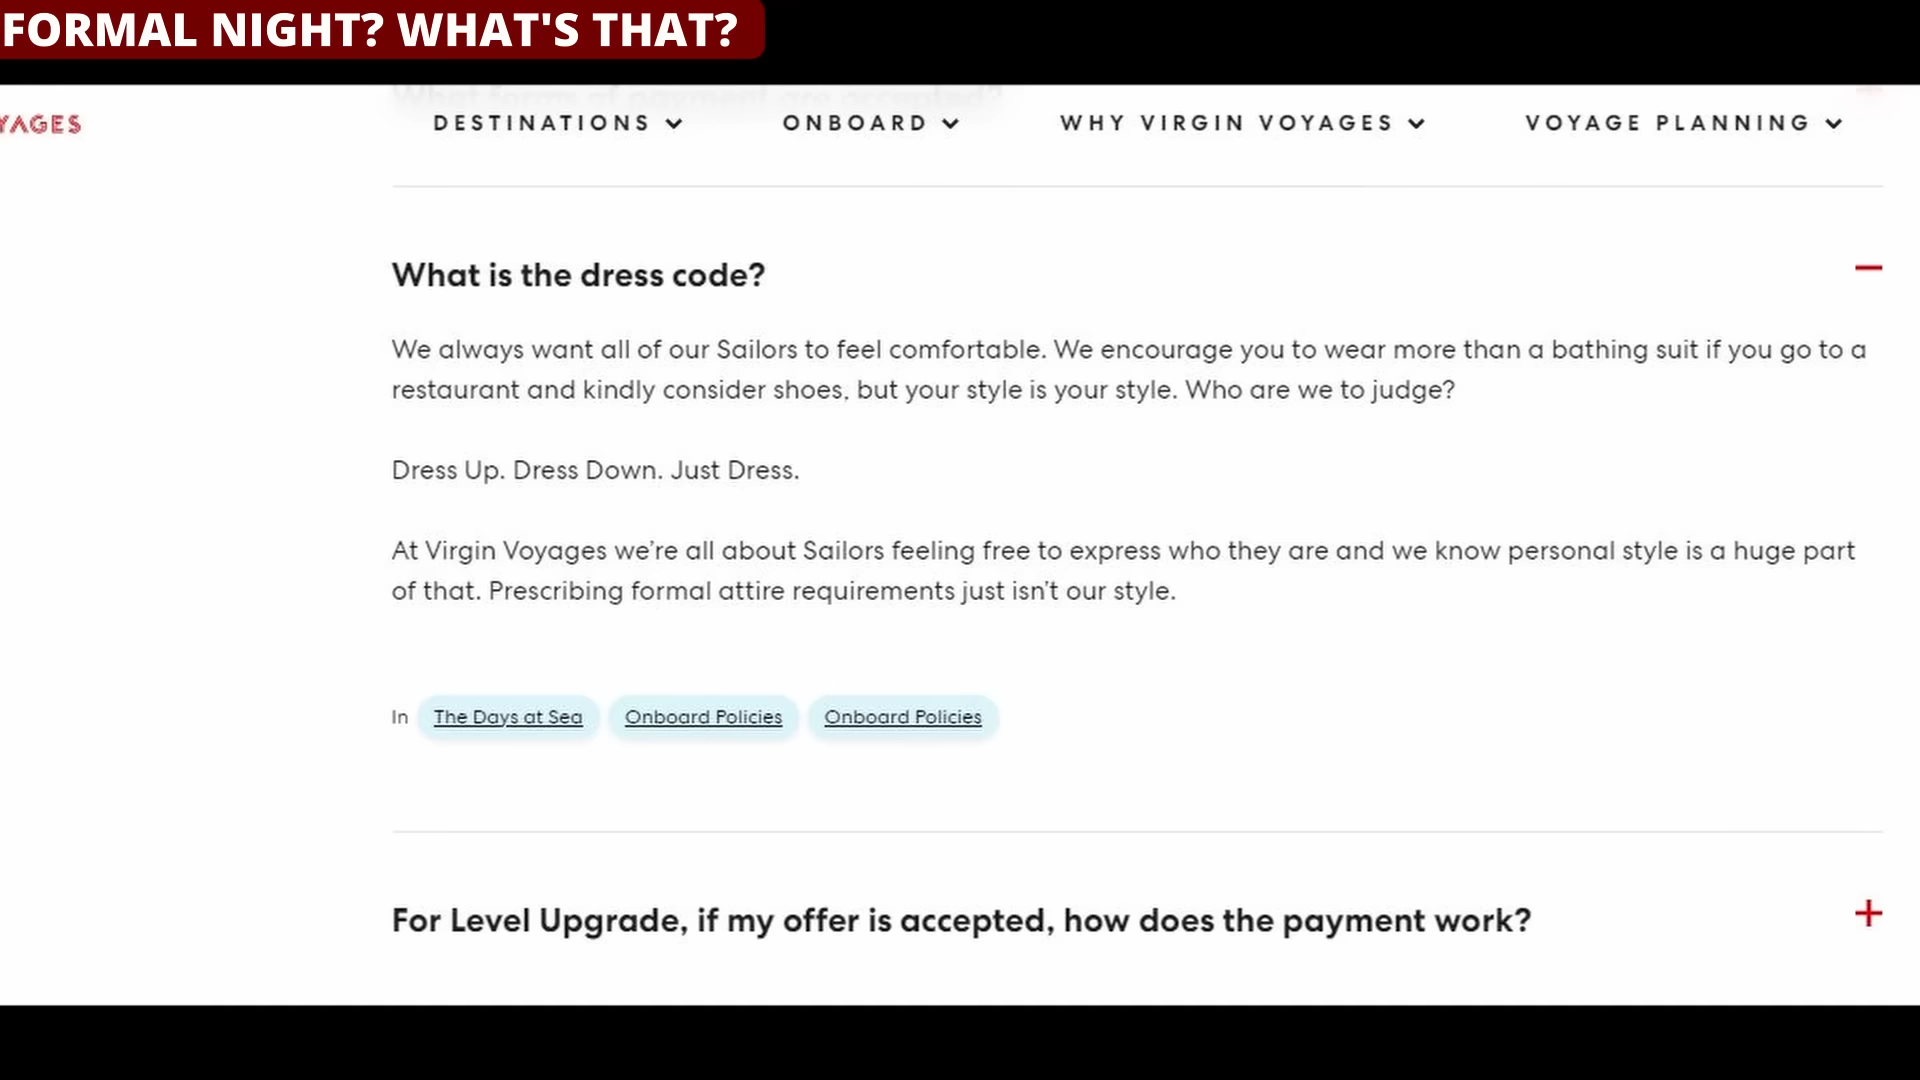 FORMAL NIGHT? WHAT'S THAT?
What form of payment are accepted?
YAGES
DESTINATIONS
ONBOARD
WHY VIRGIN VOYAGES
VOYAGE PLANNING
What is the dress code?
We always want all of our Sailors to feel comfortable. We encourage you to wear more than a bathing suit if you go to a
restaurant and kindly consider shoes, but your style is your style. Who are we to judge?
Dress Up. Dress Down. Just Dress.
At Virgin Voyages we’re all about Sailors feeling free to express who they are and we know personal style is a huge part
of that. Prescribing formal attire requirements just isn’t our style.
In The Days at Sea Onboard Policies Onboard Policies
For Level Upgrade, if my offer is accepted, how does the payment work?